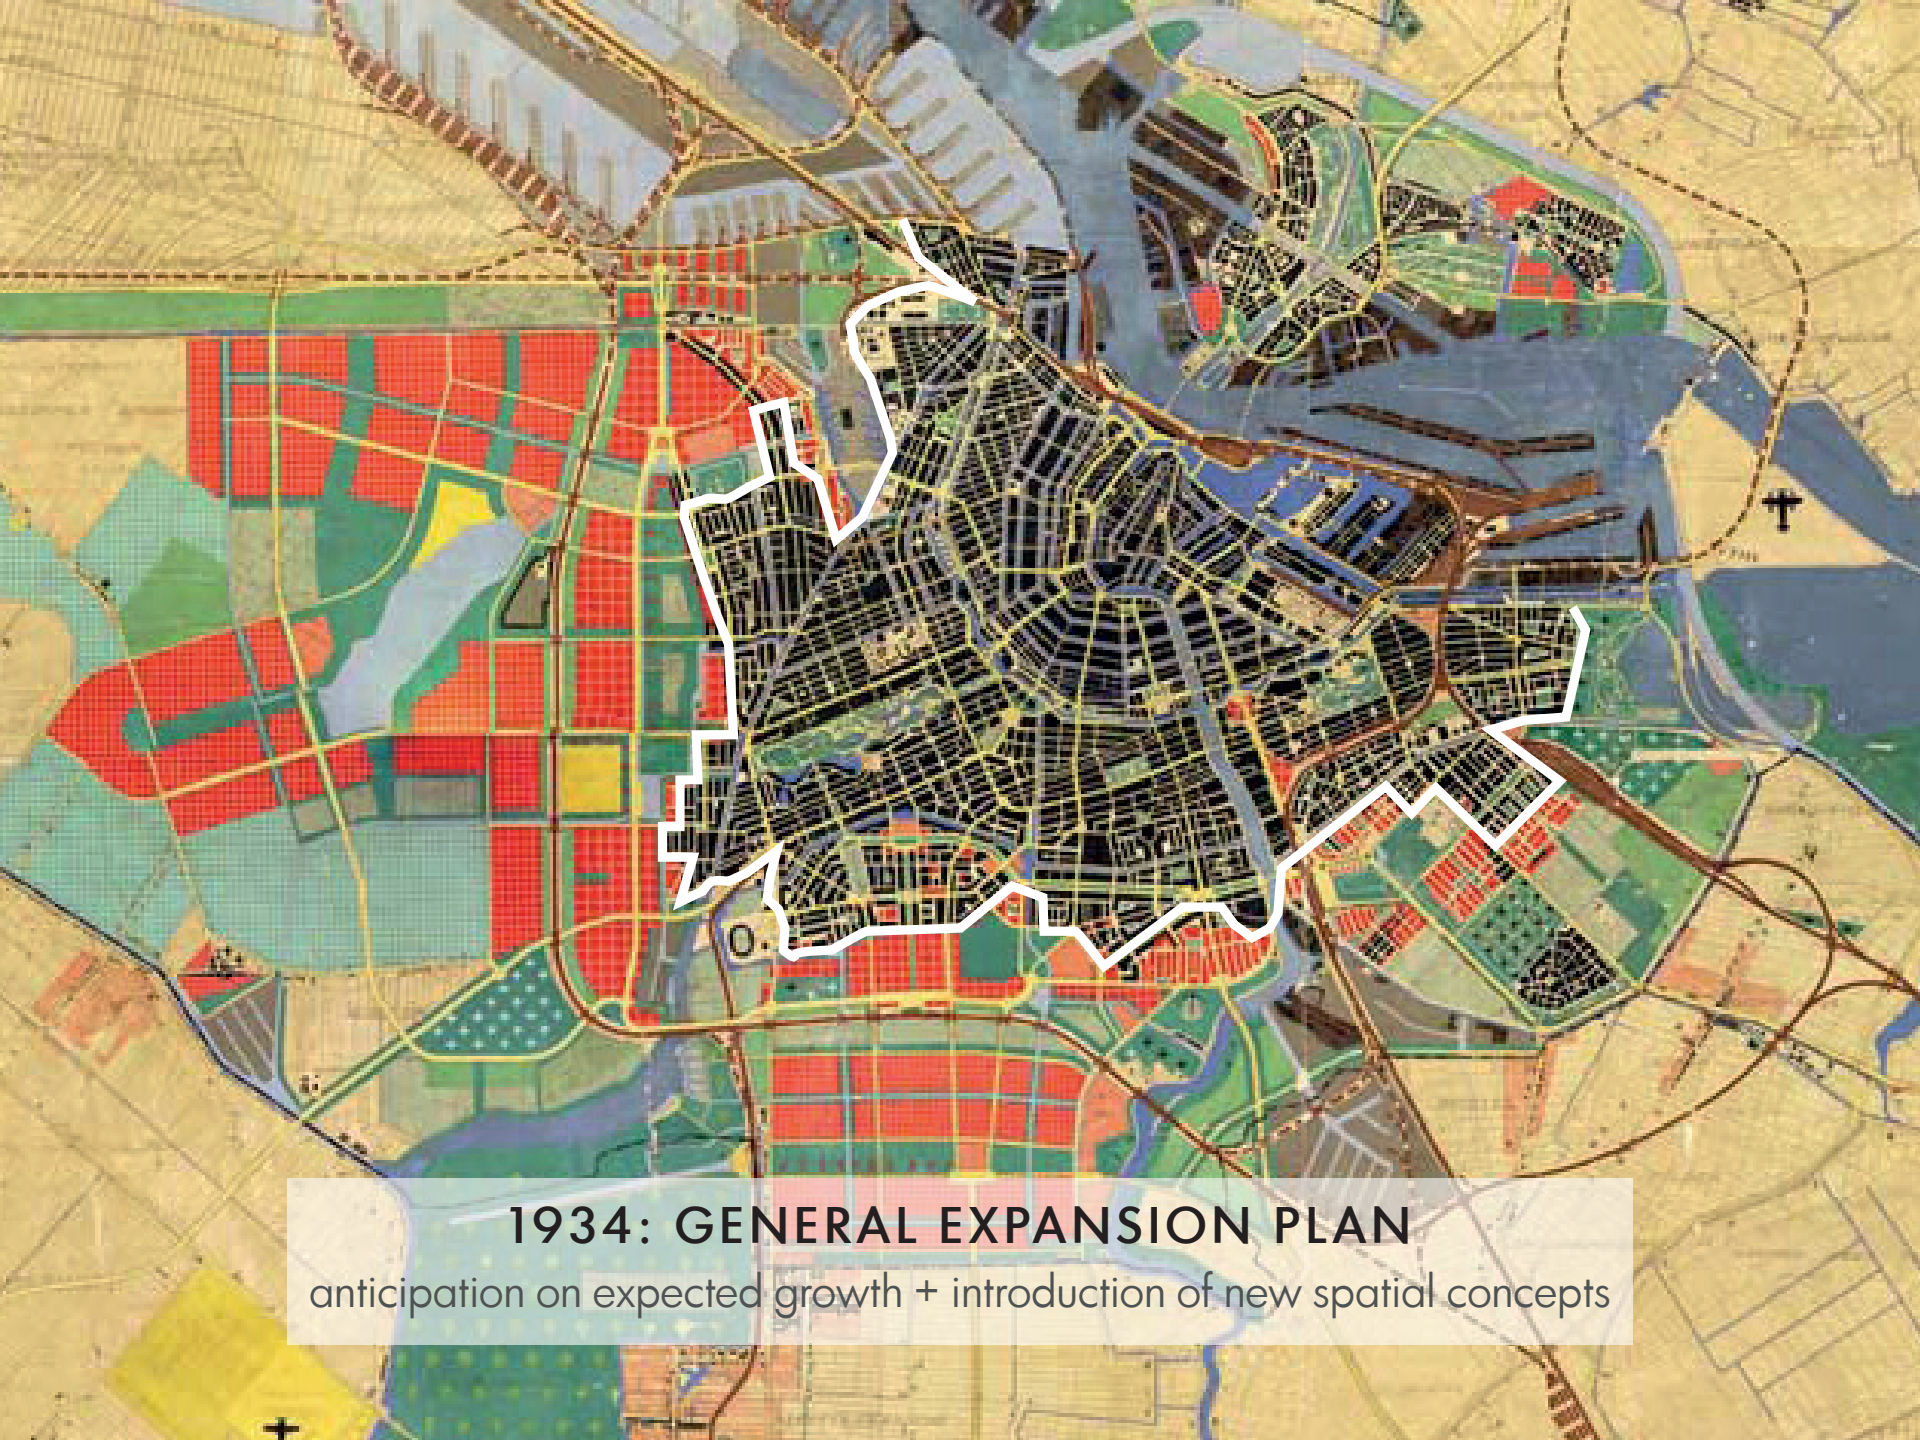 1934: GENERAL EXPANSION PLAN
anticipation on expected growth + introduction of new spatial concepts